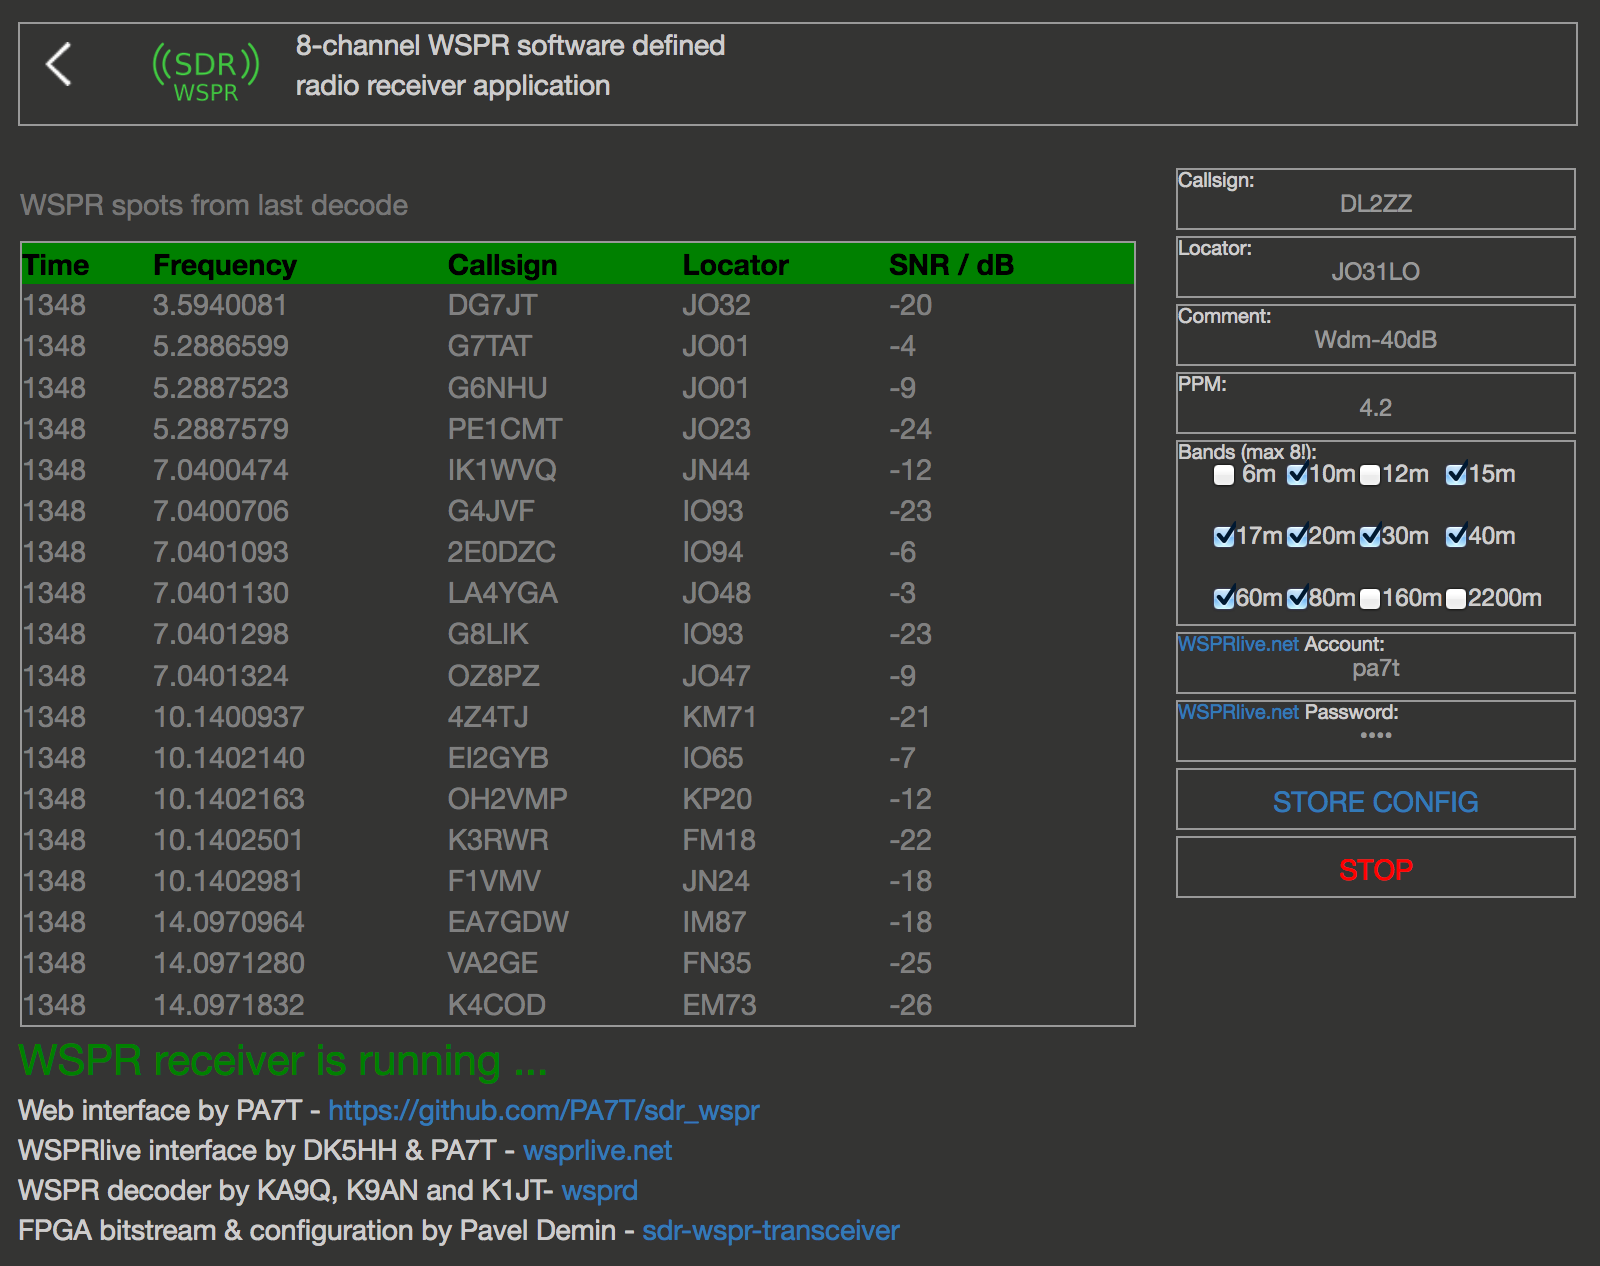 ((SDR))
WSPR
8-channel WSPR software defined
radio receiver application
WSPR spots from last decode
Time Frequency Callsign Locator SNR / dB
1348 3.5940081 DG7JT JO32 -20
1348 5.2886599 G7TAT JO01 -4
1348 5.2887523 G6NHU JO01 -9
1348 5.2887579 PE1CMT JO23 -24
1348 7.0400474 IK1WVQ JN44 -12
1348 7.0400706 G4JVF IO93 -23
1348 7.0401093 2E0DZC IO94 -6
1348 7.0401130 LA4YGA JO48 -3
1348 7.0401298 G8LIK IO93 -23
1348 7.0401324 OZ8PZ JO47 -9
1348 10.1400937 4Z4TJ KM71 -21
1348 10.1402140 EI2GYB IO65 -7
1348 10.1402163 OH2VMP KP20 -12
1348 10.1402501 K3RWR FM18 -22
1348 10.1402981 F1VMV JN24 -18
1348 14.0970964 EA7GDW IM87 -18
1348 14.0971280 VA2GE FN35 -25
1348 14.0971832 K4COD EM73 -26
Callsign:
DL2ZZ
Locator:
JO31LO
Comment:
Wdm-40dB
PPM:
4.2
Bands (max 8!):
6m 10m 12m 15m
17m 20m 30m 40m
60m 80m 160m 2200m
WSPRlive.net Account:
pa7t
WSPRlive.net Password:
••••
STORE CONFIG
STOP
WSPR receiver is running ...
Web interface by PA7T - https://github.com/PA7T/sdr_wspr
WSPRlive interface by DK5HH & PA7T - wsprlive.net
WSPR decoder by KA9Q, K9AN and K1JT- wsprd
FPGA bitstream & configuration by Pavel Demin - sdr-wspr-transceiver